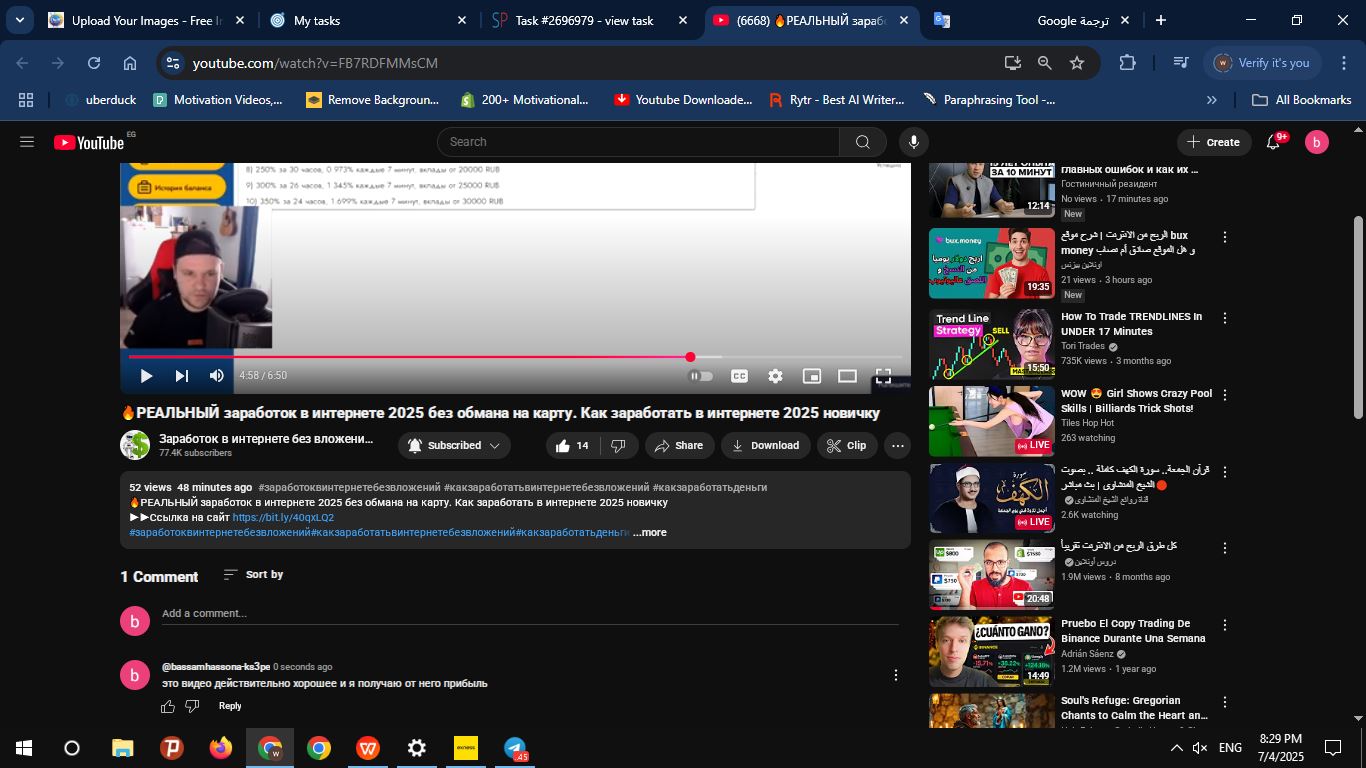 Upload Your Images - Free In
My tasks
Task #2696979 - view task
(6668) 🔥РЕАЛЬНЫЙ зараб
ترجمة Google
youtube.com/watch?v=FB7RDFMMsCM
Verify it's you
uberduck
Motivation Videos,...
Remove Backgroun...
200+ Motivational...
Youtube Downloade...
Rytr - Best AI Writer...
Paraphrasing Tool -...
All Bookmarks
YouTube EG
Search
Create
9+
b
История баланса
8) 250% за 30 часов, 0.973% каждые 7 минут, вклады от 20000 RUB
9) 300% за 26 часов, 1.345% каждые 7 минут, вклады от 25000 RUB
10) 350% за 24 часов, 1.699% каждые 7 минут, вклады от 30000 RUB
4:58 / 6:50
CC
🔥РЕАЛЬНЫЙ заработок в интернете 2025 без обмана на карту. Как заработать в интернете 2025 новичку
Заработок в интернете без вложени...
77.4K subscribers
Subscribed
14
Share
Download
Clip
52 views 48 minutes ago #заработоквинтернетебезвложений #какзаработатьвинтернетебезвложений #какзаработатьденьги
🔥РЕАЛЬНЫЙ заработок в интернете 2025 без обмана на карту. Как заработать в интернете 2025 новичку
►►Ссылка на сайт https://bit.ly/40qxLQ2
#заработоквинтернетебезвложений#какзаработатьвинтернетебезвложений#какзаработатьденьги ...more
1 Comment
Sort by
b
Add a comment...
b
@bassamhassona-ks3pe 0 seconds ago
это видео действительно хорошее и я получаю от него прибыль
Reply
ЗА 10 МИНУТ
12:14
главных ошибок и как их ...
Гостиничный резидент
No views • 17 minutes ago
New
bux.money
اربح دولار يوميا
من النسخ و
19:35
الربح من الانترنت | شرح موقع bux
money و هل الموقع صادق أم نصاب
أونلاين بيزنس
21 views • 3 hours ago
New
Trend Line
Strategy
SELL
15:50
How To Trade TRENDLINES In
UNDER 17 Minutes
Tori Trades
735K views • 3 months ago
LIVE
WOW 🤩 Girl Shows Crazy Pool
Skills | Billiards Trick Shots!
Tiles Hop Hot
263 watching
سورة
الكهف
LIVE
قرآن الجمعة.. سورة الكهف كاملة .. بصوت
الشيخ المنشاوى | بث مباشر🔴
قناة روائع الشيخ المنشاوى
2.6K watching
$800
$1550
$750
20:48
كل طرق الربح من الانترنت تقريباً
دروس أونلاين
1.9M views • 8 months ago
¿CUÁNTO GANO?
BINANCE
14:49
Pruebo El Copy Trading De
Binance Durante Una Semana
Adrián Sáenz
1.2M views • 1 year ago
Soul's Refuge: Gregorian
Chants to Calm the Heart an...
exness
45
ENG
8:29 PM
7/4/2025